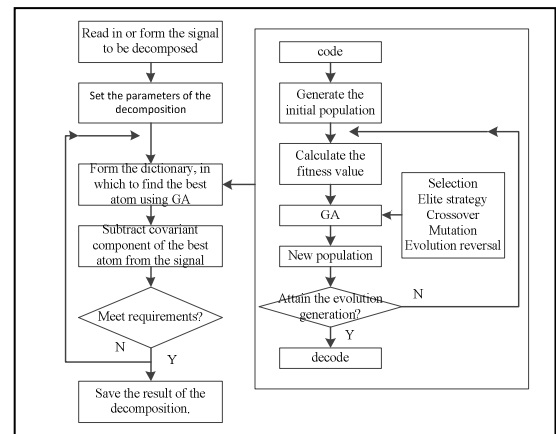 Read in or form the signal
to be decomposed
Set the parameters of the
decomposition
Form the dictionary, in
which to find the best
atom using GA
Subtract covariant
component of the best
atom from the signal
Meet requirements?
N
Y
Save the result of the
decomposition.
code
Generate the
initial population
Calculate the
fitness value
GA
Selection
Elite strategy
Crossover
Mutation
Evolution reversal
New population
Attain the evolution
generation?
N
Y
decode